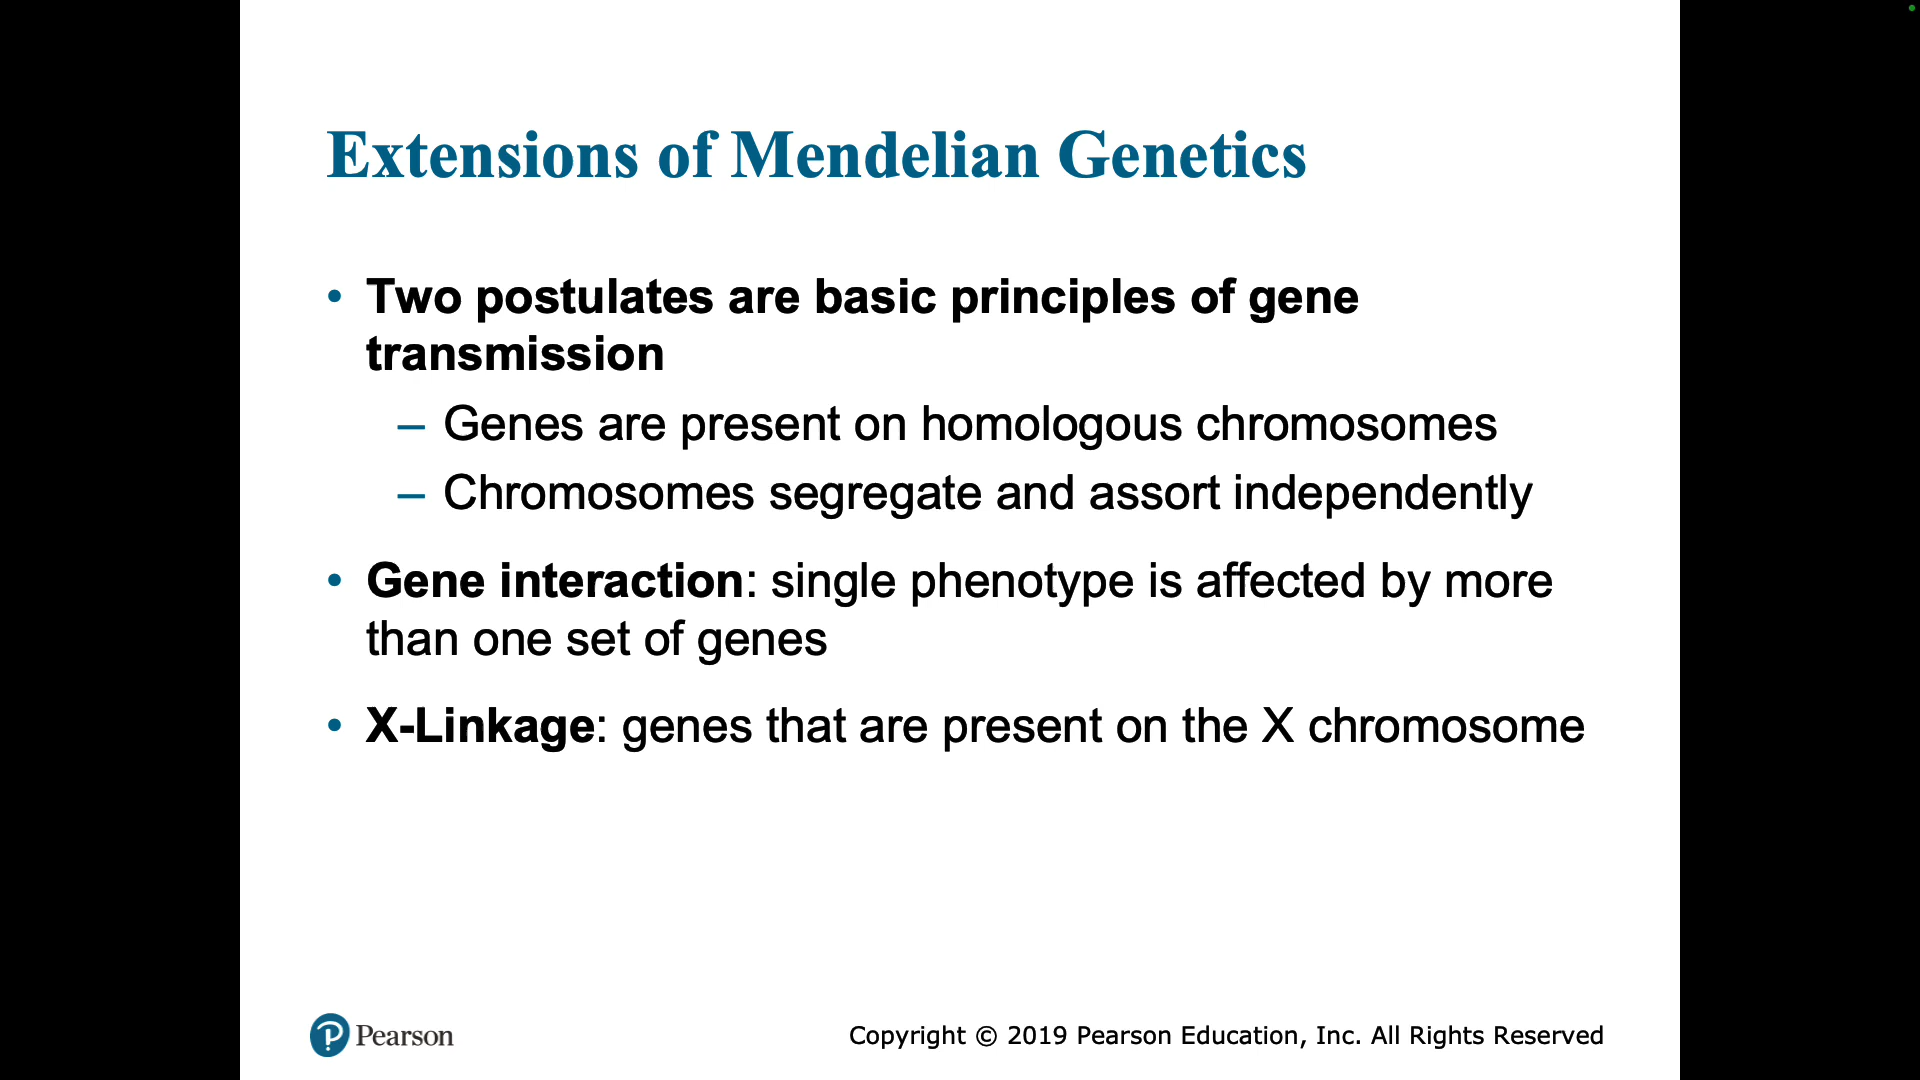 Extensions of Mendelian Genetics
• Two postulates are basic principles of gene
transmission
– Genes are present on homologous chromosomes
– Chromosomes segregate and assort independently
• Gene interaction: single phenotype is affected by more
than one set of genes
• X-Linkage: genes that are present on the X chromosome
P Pearson
Copyright © 2019 Pearson Education, Inc. All Rights Reserved